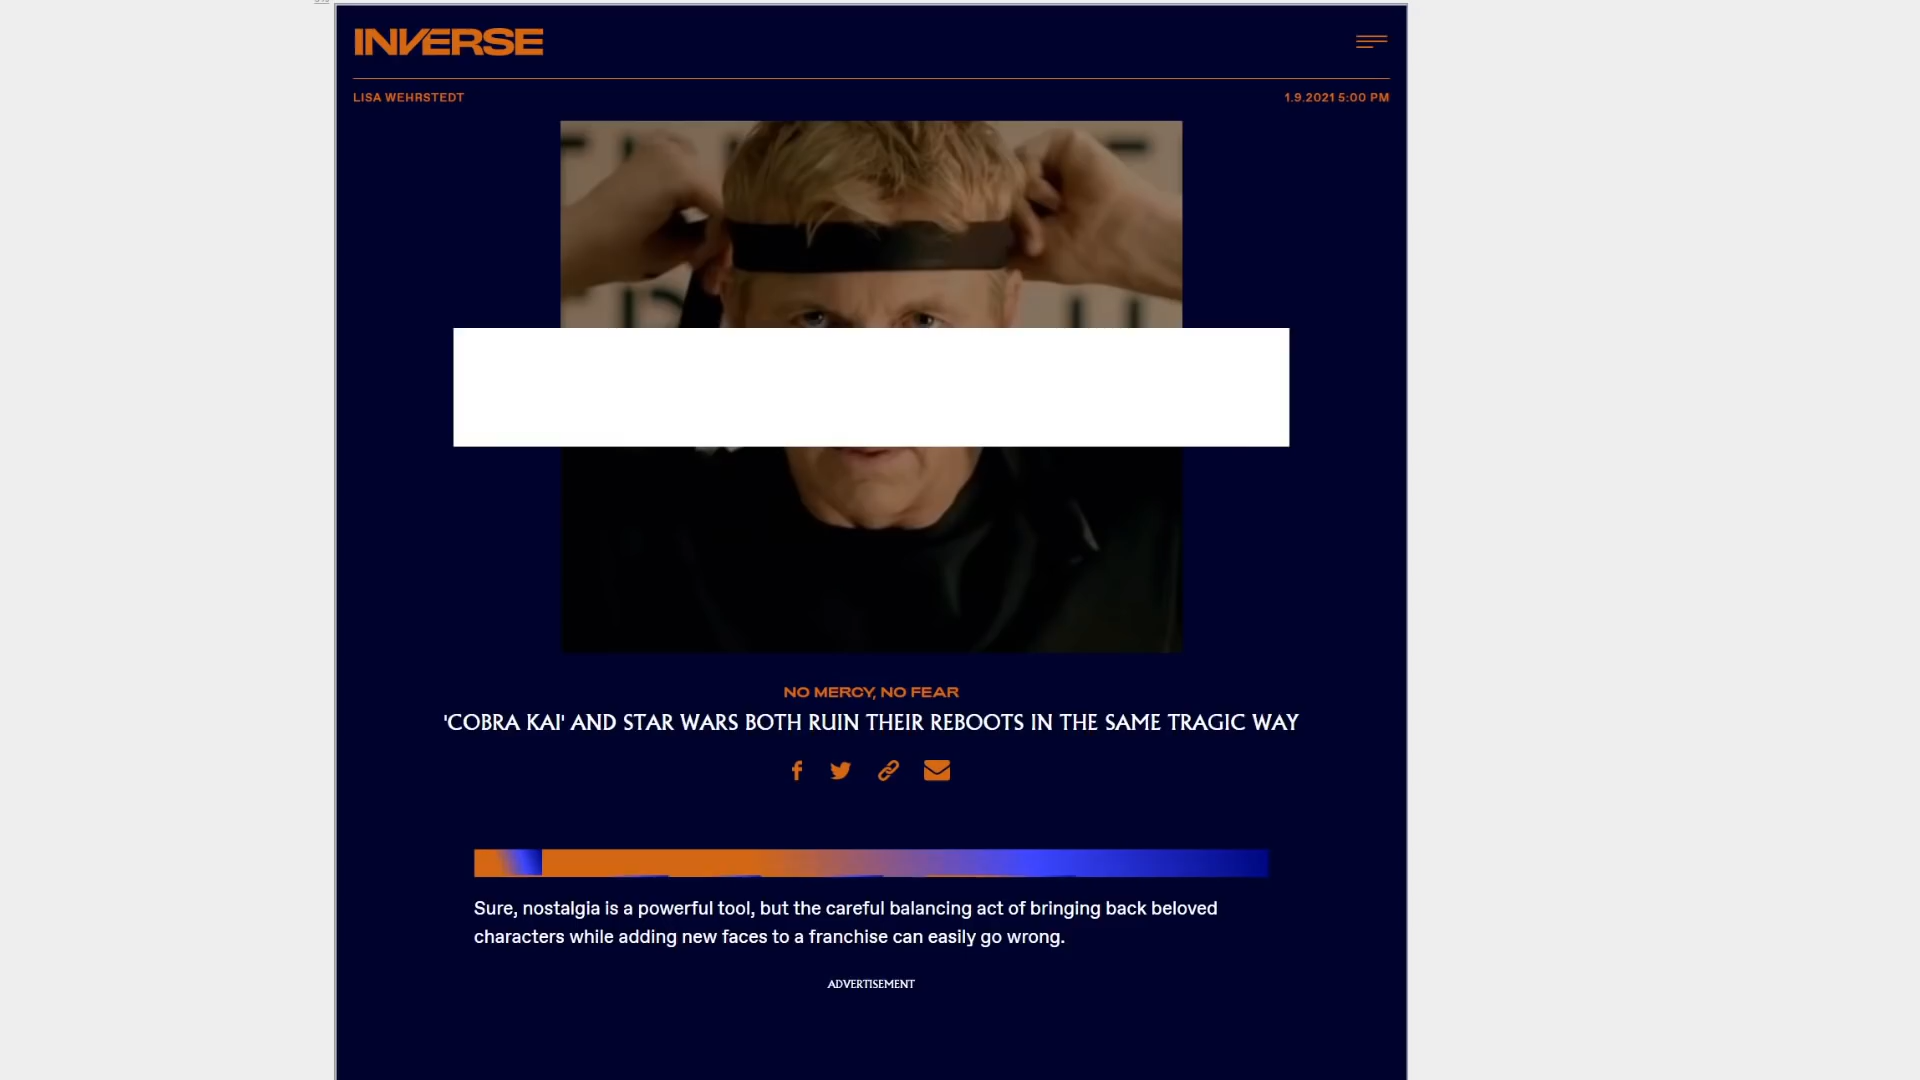 INVERSE
LISA WEHRSTEDT
1.9.2021 5:00 PM
NO MERCY, NO FEAR
'COBRA KAI' AND STAR WARS BOTH RUIN THEIR REBOOTS IN THE SAME TRAGIC WAY
Sure, nostalgia is a powerful tool, but the careful balancing act of bringing back beloved
characters while adding new faces to a franchise can easily go wrong.
ADVERTISEMENT